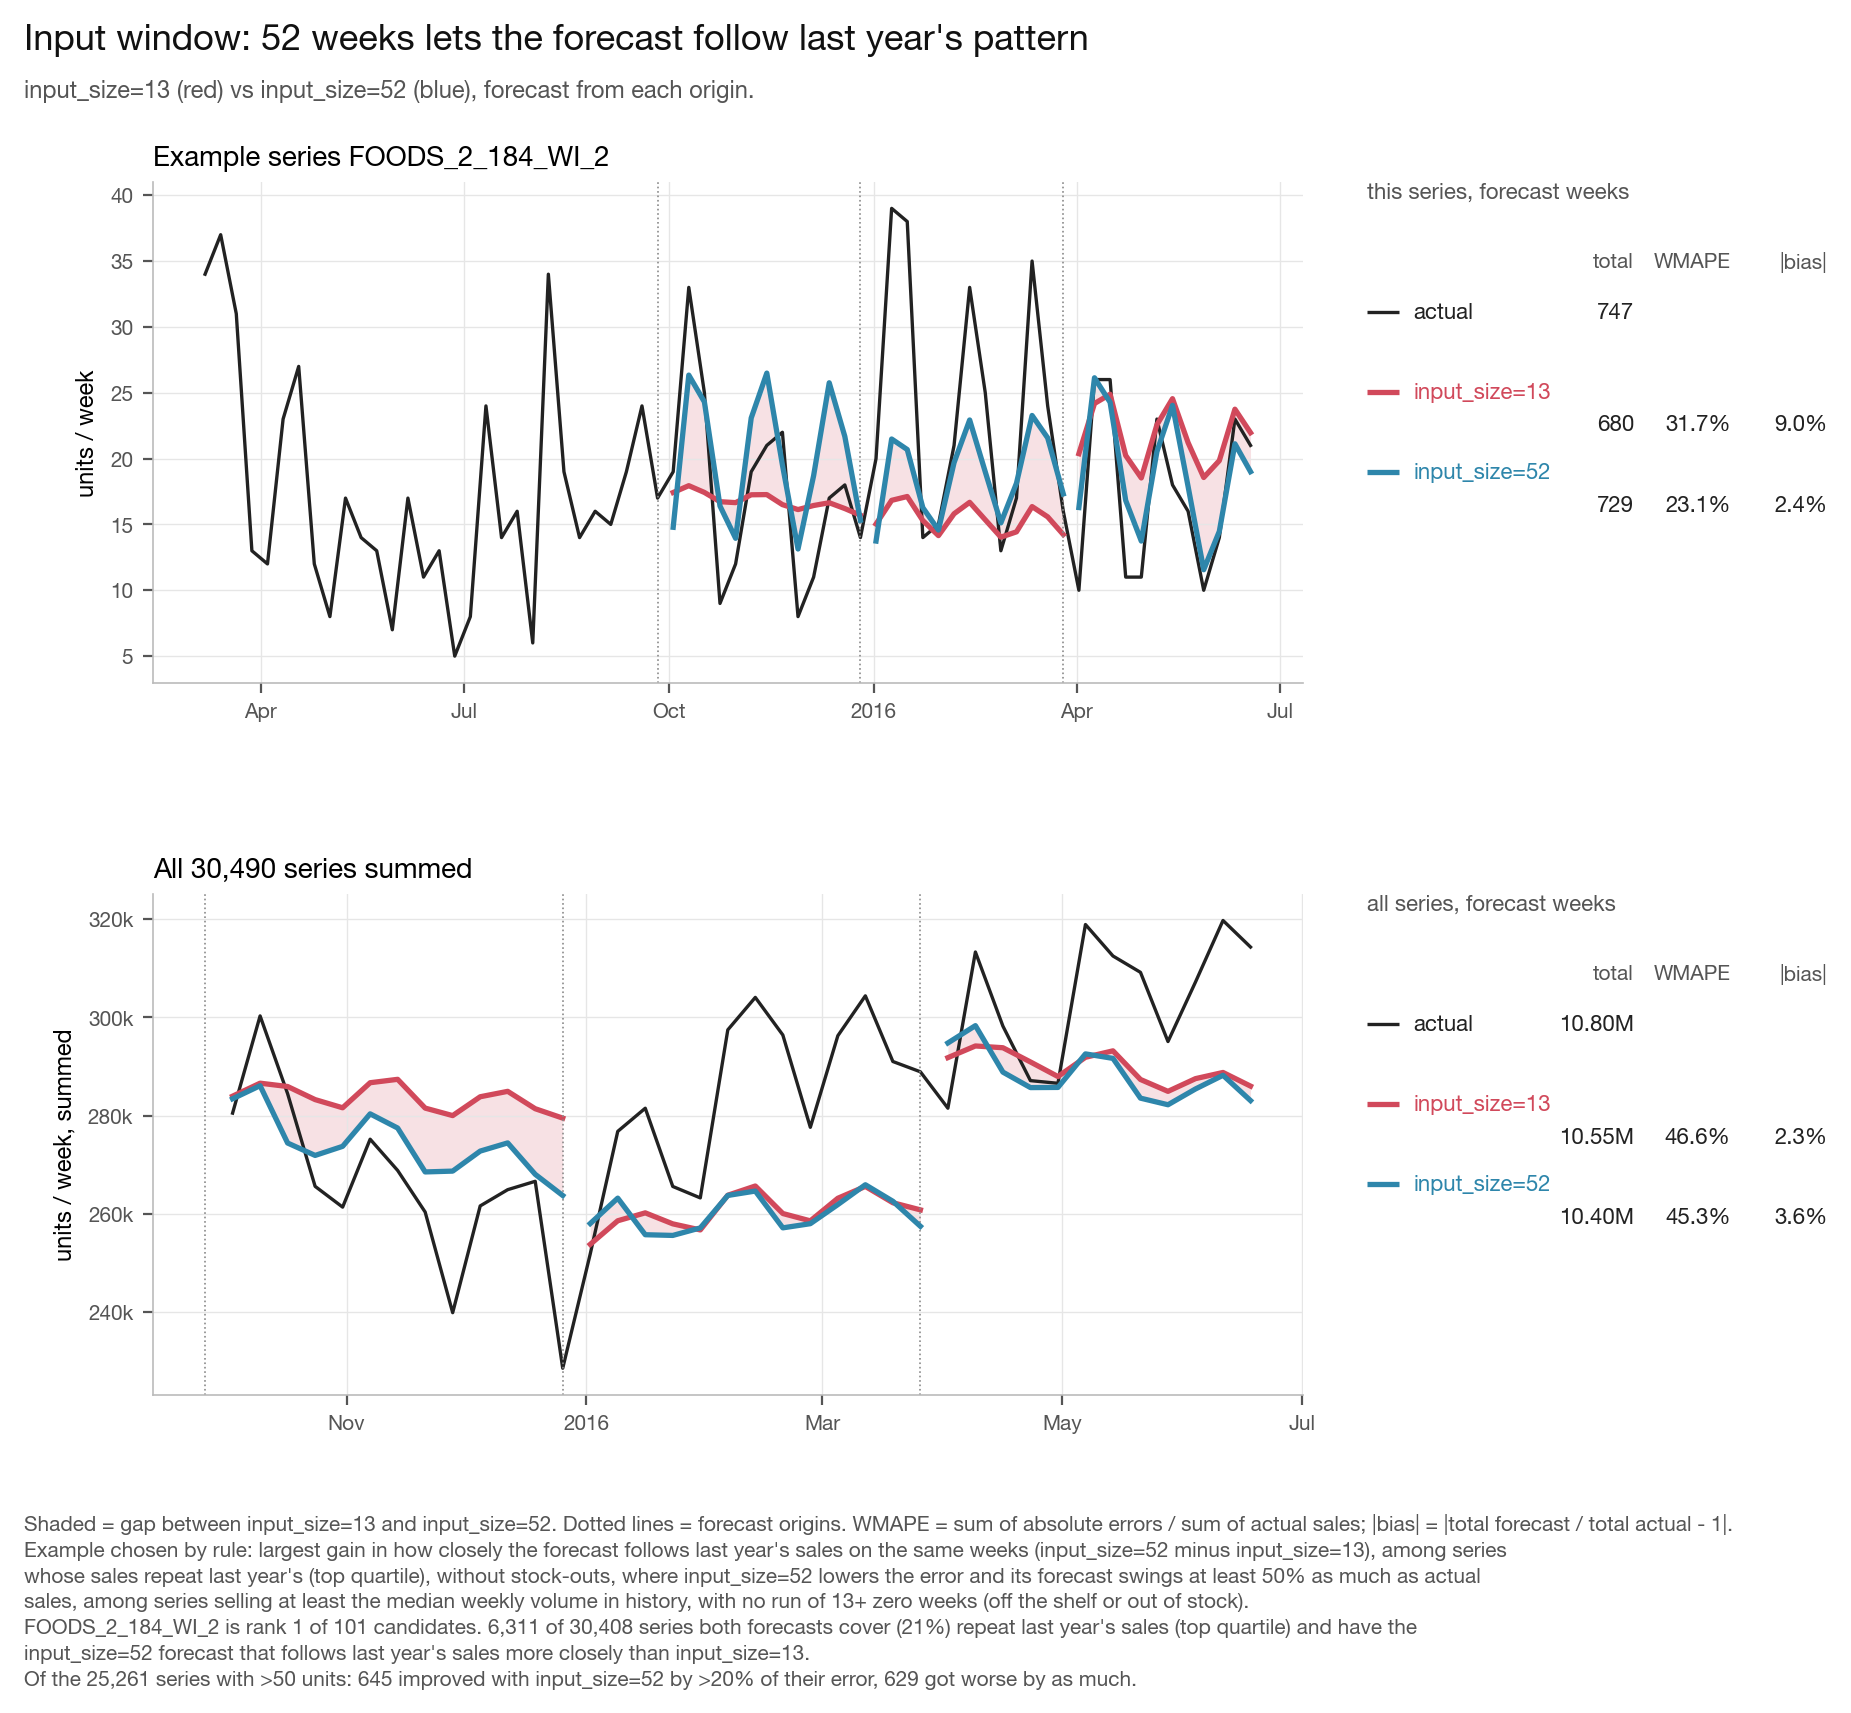 Input window: 52 weeks lets the forecast follow last year's pattern
input_size=13 (red) vs input_size=52 (blue), forecast from each origin.
Example series FOODS_2_184_WI_2
units / week
40
35
30
25
20
15
10
5
Apr
Jul
Oct
2016
Apr
Jul
this series, forecast weeks
total WMAPE |bias|
actual 747
input_size=13
680 31.7% 9.0%
input_size=52
729 23.1% 2.4%
All 30,490 series summed
units / week, summed
320k
300k
280k
260k
240k
Nov
2016
Mar
May
Jul
all series, forecast weeks
total WMAPE |bias|
actual 10.80M
input_size=13
10.55M 46.6% 2.3%
input_size=52
10.40M 45.3% 3.6%
Shaded = gap between input_size=13 and input_size=52. Dotted lines = forecast origins. WMAPE = sum of absolute errors / sum of actual sales; |bias| = |total forecast / total actual - 1|.
Example chosen by rule: largest gain in how closely the forecast follows last year's sales on the same weeks (input_size=52 minus input_size=13), among series
whose sales repeat last year's (top quartile), without stock-outs, where input_size=52 lowers the error and its forecast swings at least 50% as much as actual
sales, among series selling at least the median weekly volume in history, with no run of 13+ zero weeks (off the shelf or out of stock).
FOODS_2_184_WI_2 is rank 1 of 101 candidates. 6,311 of 30,408 series both forecasts cover (21%) repeat last year's sales (top quartile) and have the
input_size=52 forecast that follows last year's sales more closely than input_size=13.
Of the 25,261 series with >50 units: 645 improved with input_size=52 by >20% of their error, 629 got worse by as much.